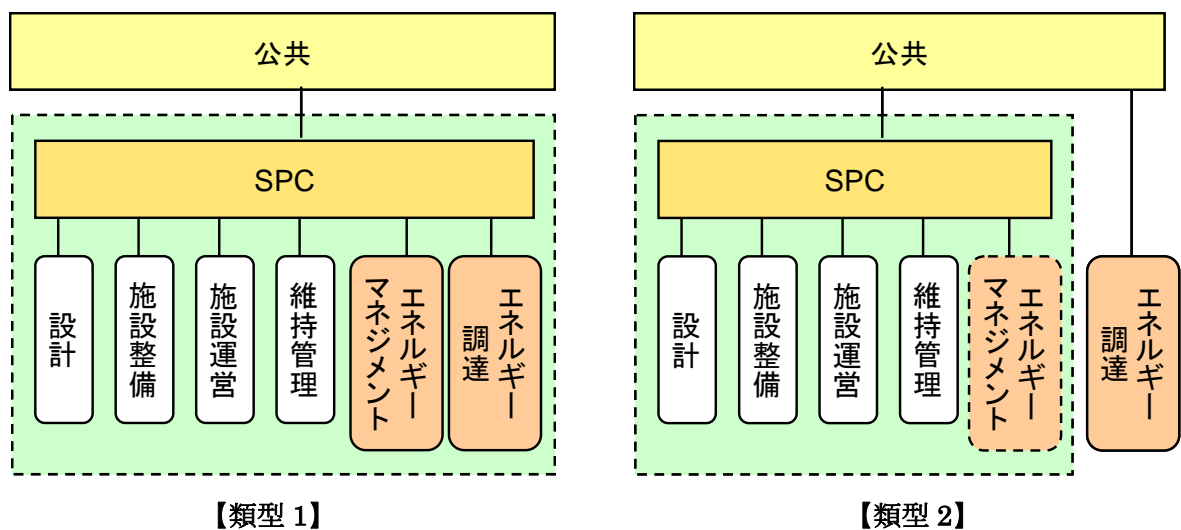 公共
SPC
設計
施設整備
施設運営
維持管理
エネルギー
マネジメント
エネルギー
調達
【類型 1】
公共
SPC
設計
施設整備
施設運営
維持管理
エネルギー
マネジメント
エネルギー
調達
【類型 2】